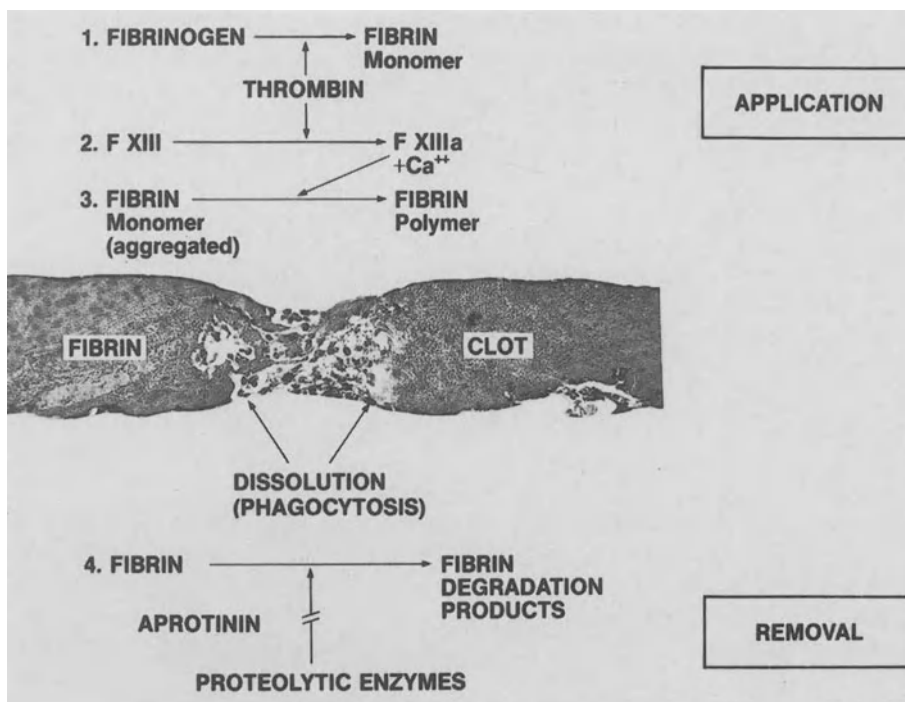 1. FIBRINOGEN
FIBRIN
Monomer
THROMBIN
APPLICATION
2. F XIII
F XIIIa
+Ca⁺⁺
3. FIBRIN
Monomer
(aggregated)
FIBRIN
Polymer
FIBRIN
CLOT
DISSOLUTION
(PHAGOCYTOSIS)
4. FIBRIN
FIBRIN
DEGRADATION
PRODUCTS
APROTININ
REMOVAL
PROTEOLYTIC ENZYMES